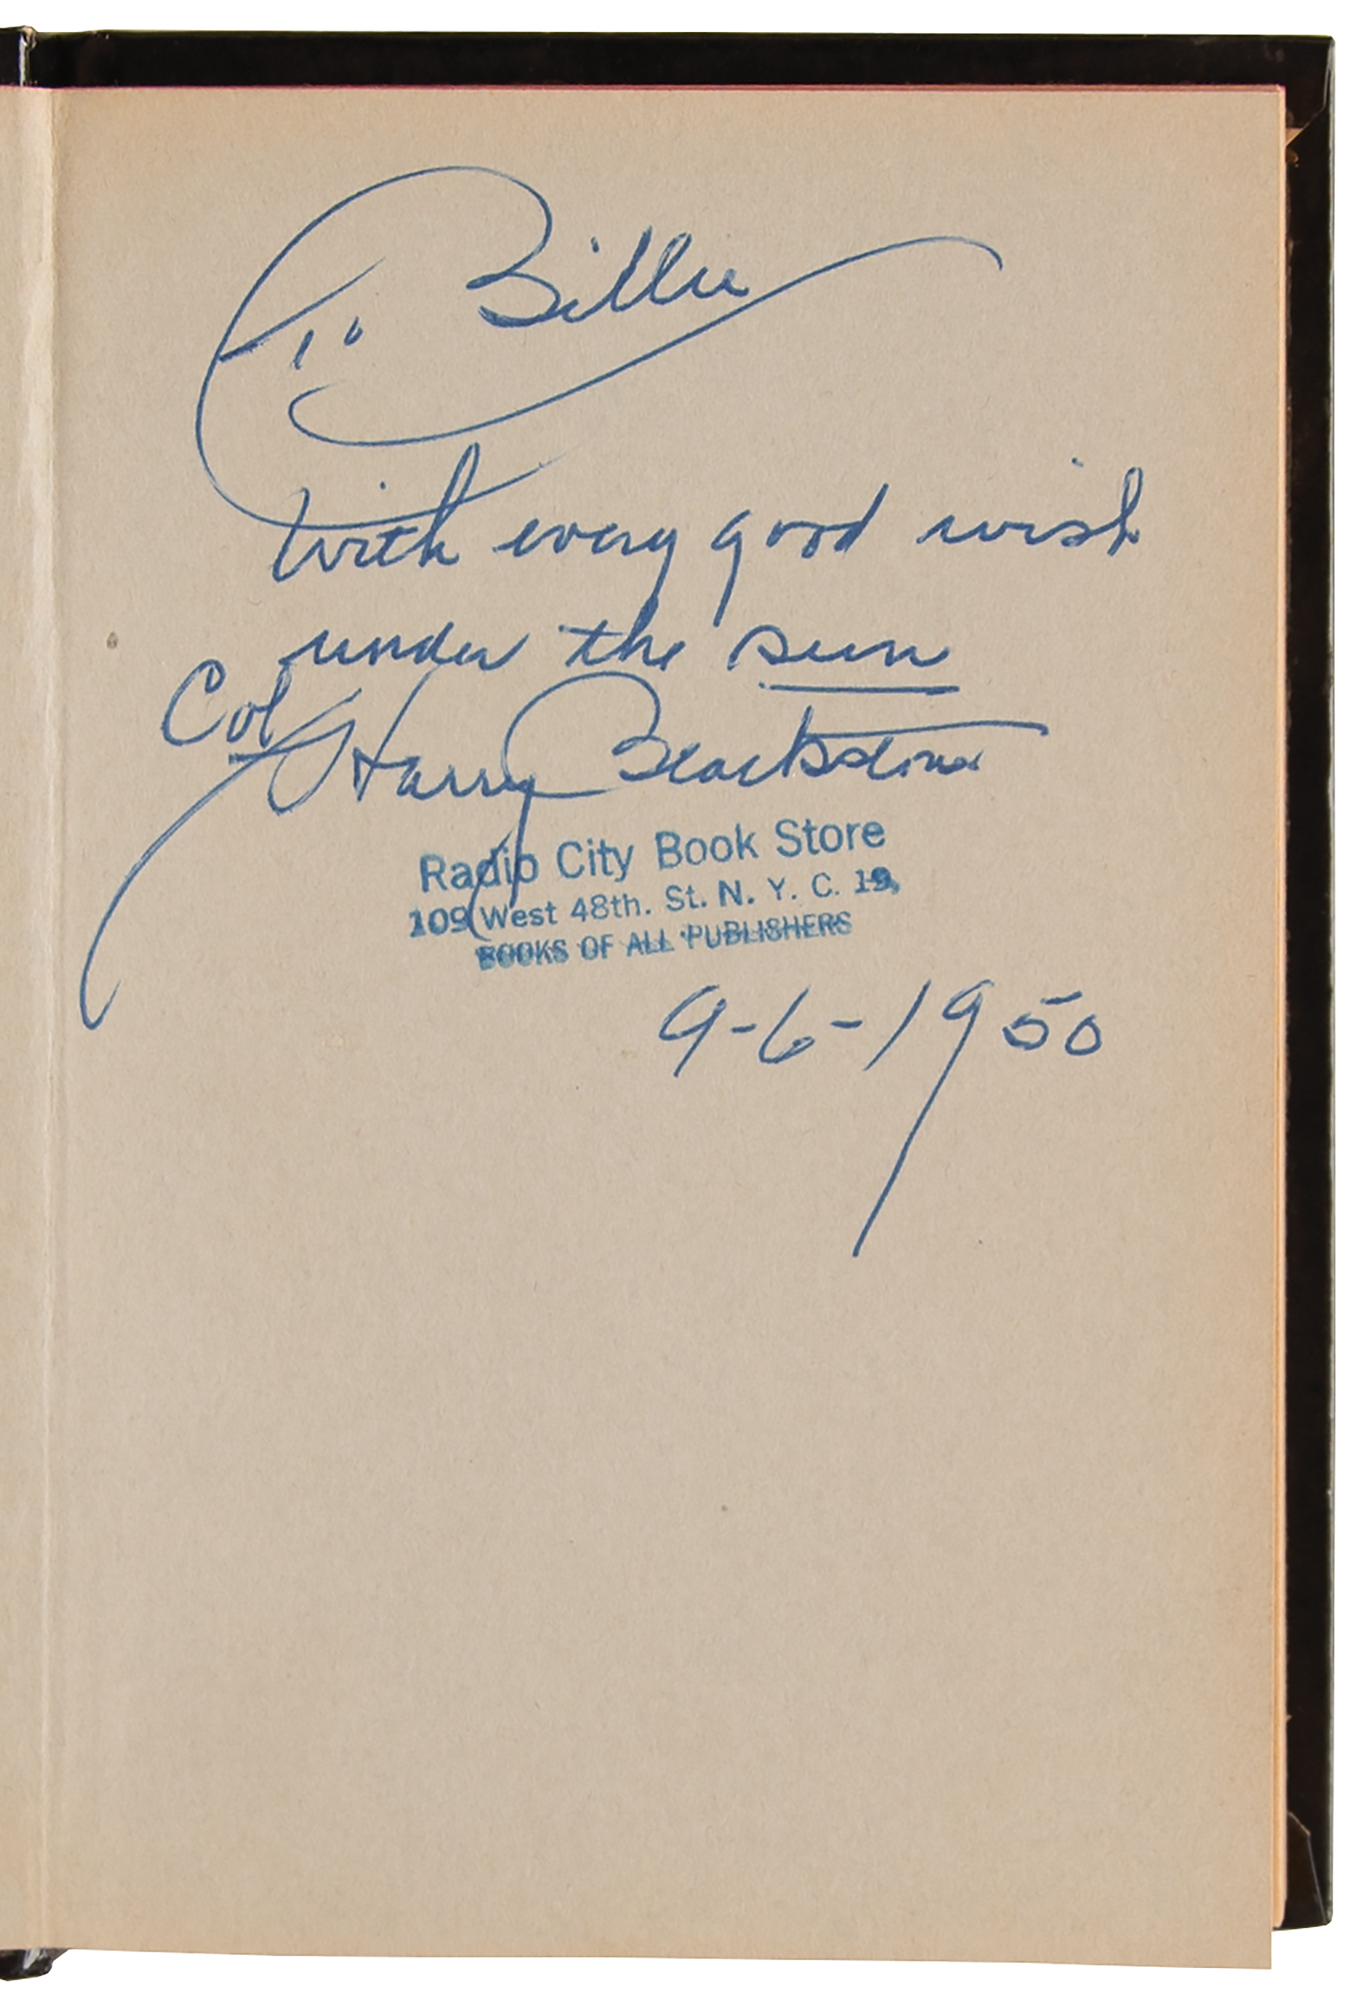 To Billie
With every good wish
under the sun
Col Harry Blackstone
Radio City Book Store
109 West 48th. St. N. Y. C. 19,
BOOKS OF ALL PUBLISHERS
9-6-1950